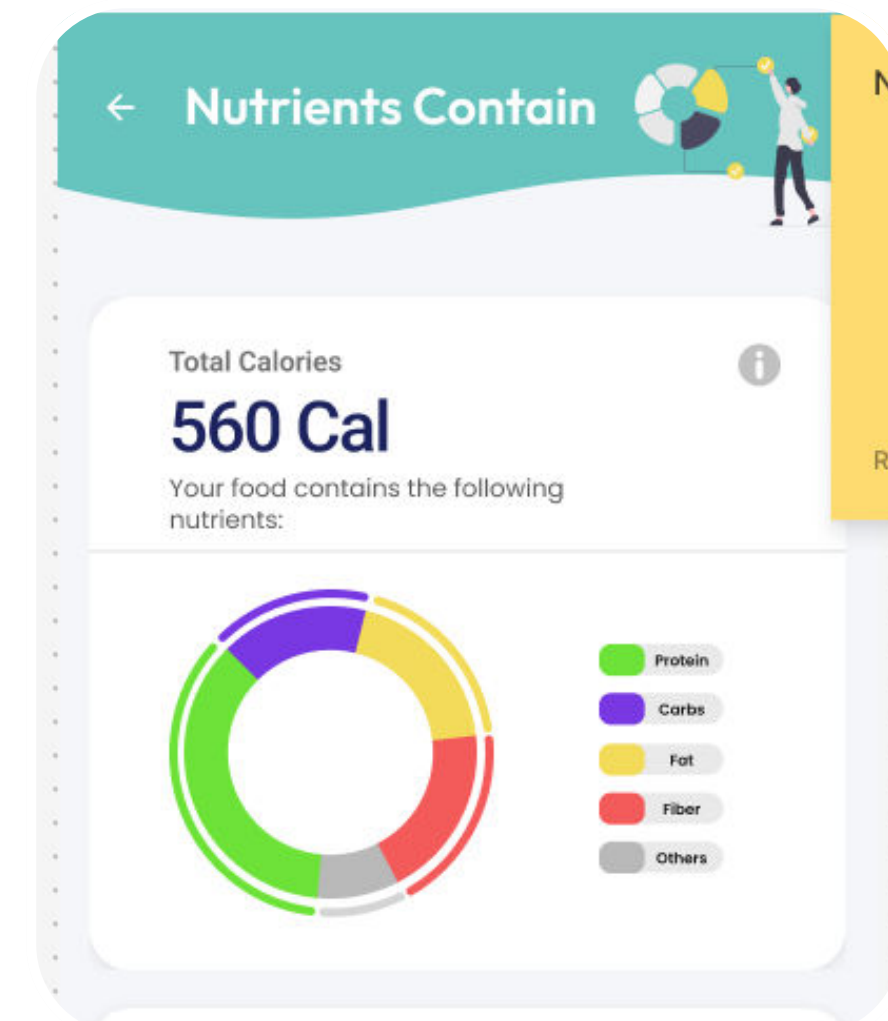 Nutrients Contain
N
Total Calories
560 Cal
Your food contains the following
nutrients:
R
Protein
Carbs
Fat
Fiber
Others